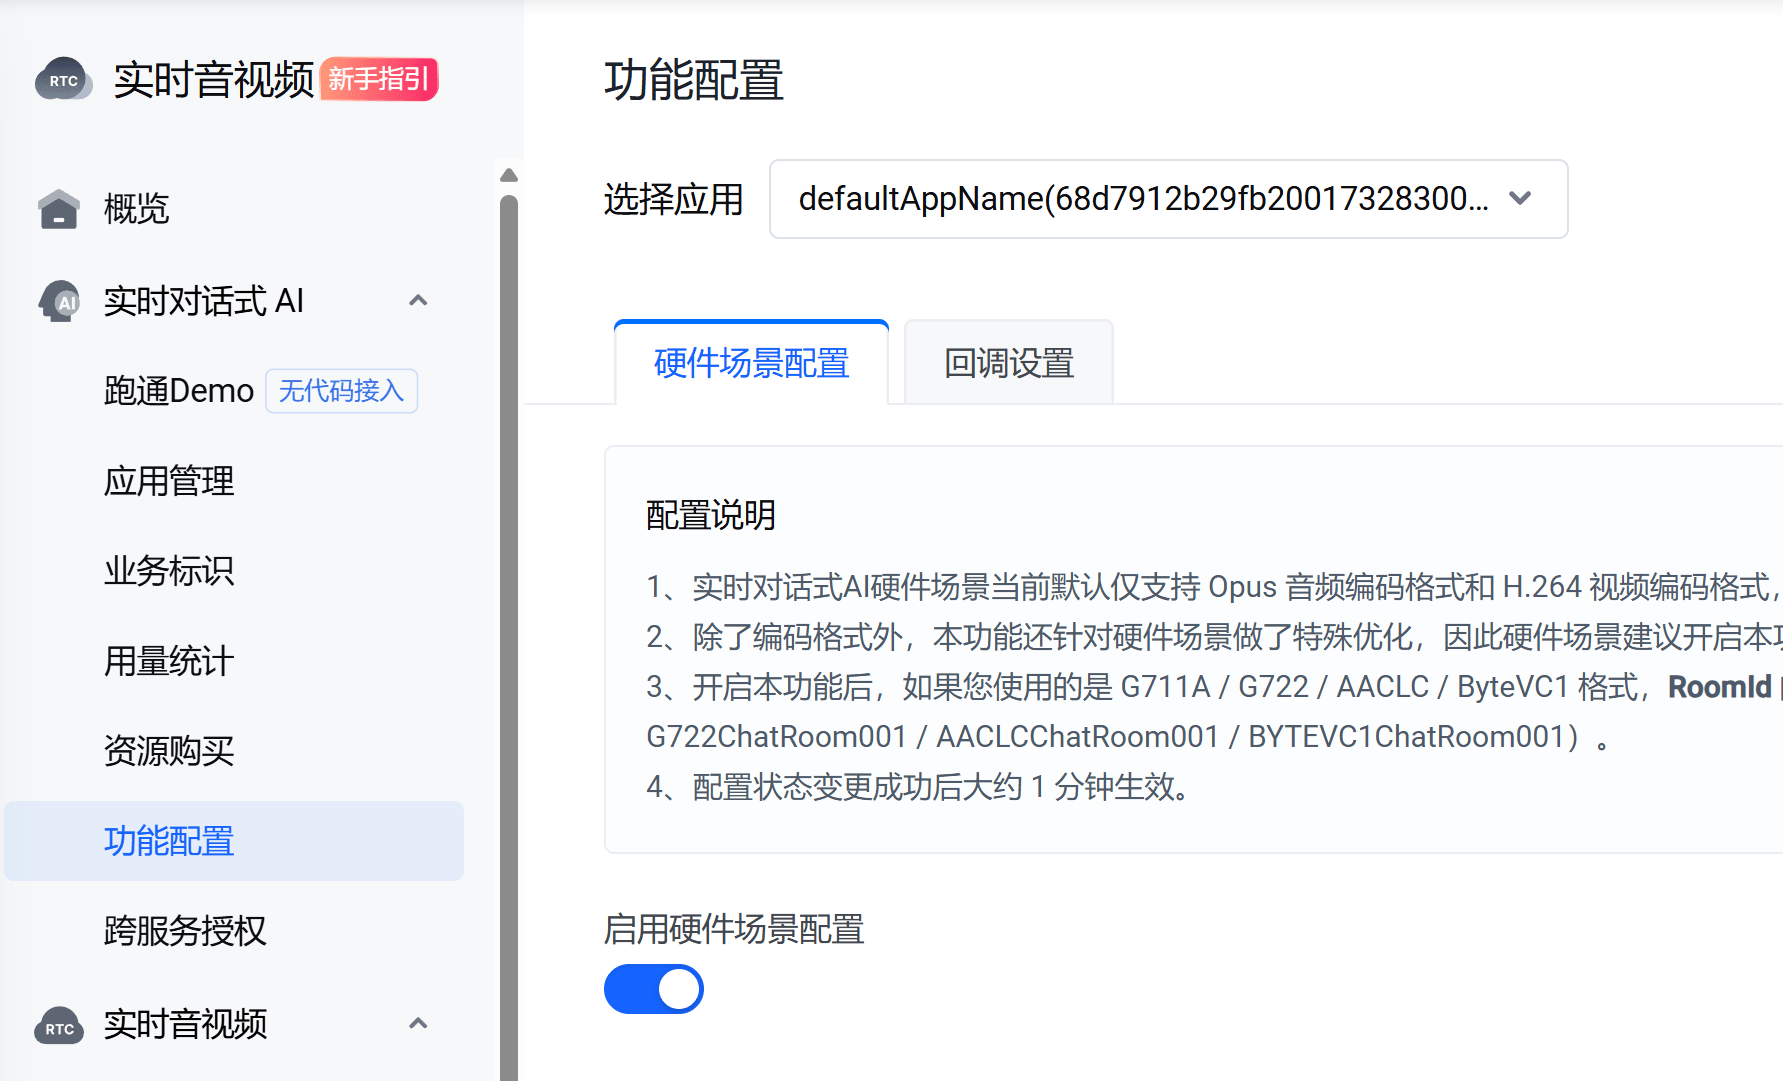 RTC 实时音视频 新手指引
概览
AI 实时对话式 AI
跑通Demo 无代码接入
应用管理
业务标识
用量统计
资源购买
功能配置
跨服务授权
RTC 实时音视频
功能配置
选择应用 defaultAppName(68d7912b29fb20017328300...
硬件场景配置 回调设置
配置说明
1、实时对话式AI硬件场景当前默认仅支持 Opus 音频编码格式和 H.264 视频编码格式，
2、除了编码格式外，本功能还针对硬件场景做了特殊优化，因此硬件场景建议开启本
3、开启本功能后，如果您使用的是 G711A / G722 / AACLC / ByteVC1 格式，RoomId
G722ChatRoom001 / AACLCChatRoom001 / BYTEVC1ChatRoom001）。
4、配置状态变更成功后大约 1 分钟生效。
启用硬件场景配置